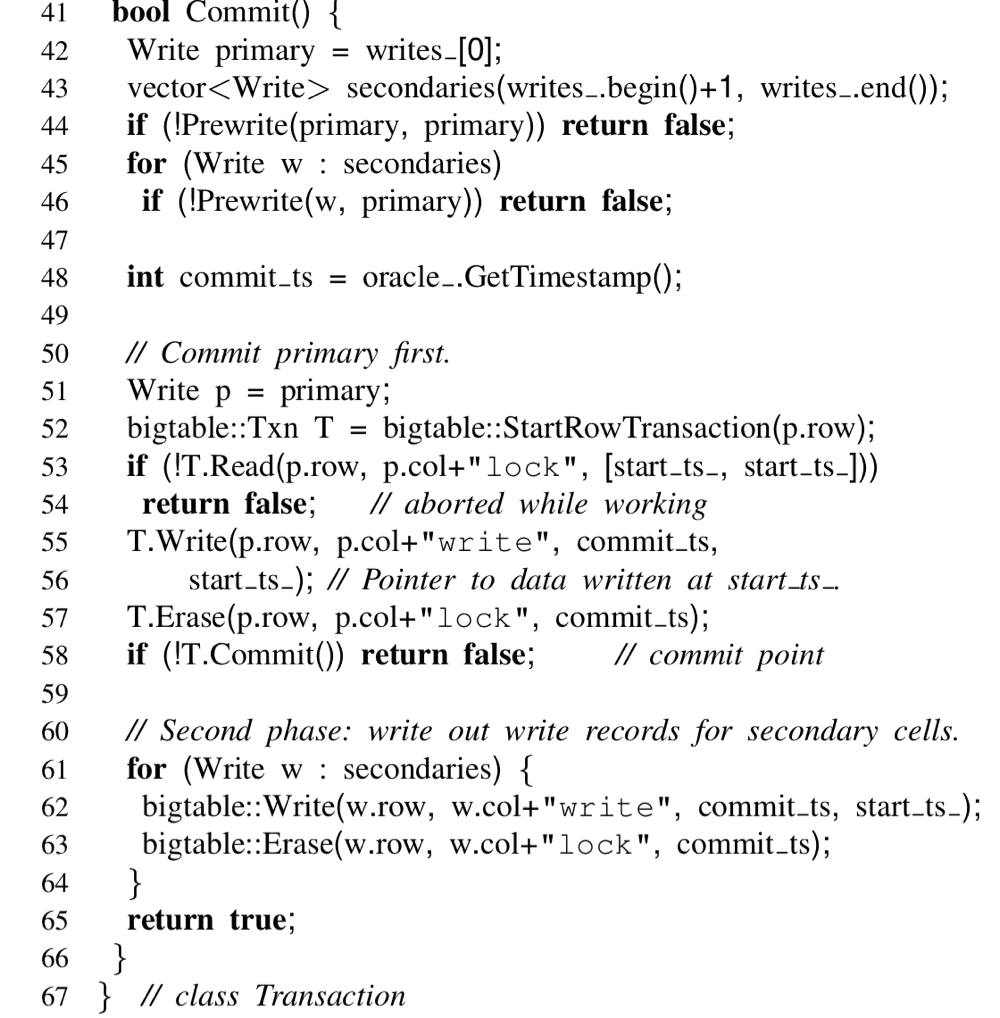 41 bool Commit() {
42 Write primary = writes_[0];
43 vector<Write> secondaries(writes_.begin()+1, writes_.end());
44 if (!Prewrite(primary, primary)) return false;
45 for (Write w : secondaries)
46 if (!Prewrite(w, primary)) return false;
47
48 int commit_ts = oracle_.GetTimestamp();
49
50 // Commit primary first.
51 Write p = primary;
52 bigtable::Txn T = bigtable::StartRowTransaction(p.row);
53 if (!T.Read(p.row, p.col+"lock", [start_ts_, start_ts_]))
54 return false; // aborted while working
55 T.Write(p.row, p.col+"write", commit_ts,
56 start_ts_); // Pointer to data written at start_ts_.
57 T.Erase(p.row, p.col+"lock", commit_ts);
58 if (!T.Commit()) return false; // commit point
59
60 // Second phase: write out write records for secondary cells.
61 for (Write w : secondaries) {
62 bigtable::Write(w.row, w.col+"write", commit_ts, start_ts_);
63 bigtable::Erase(w.row, w.col+"lock", commit_ts);
64 }
65 return true;
66 }
67 } // class Transaction